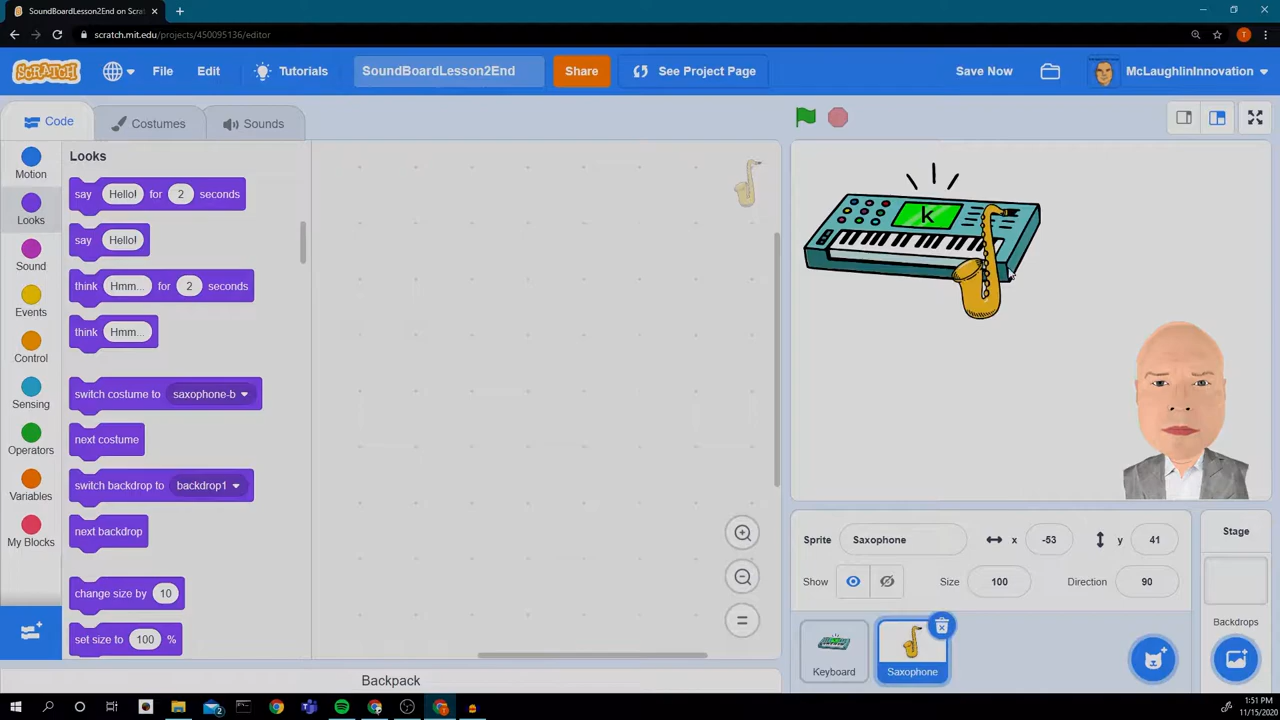 SoundBoardLesson2End on Scratch
scratch.mit.edu/projects/450095136/editor
SCRATCH
File
Edit
Tutorials
SoundBoardLesson2End
Share
See Project Page
Save Now
McLaughlinInnovation
Code
Costumes
Sounds
Motion
Looks
Sound
Events
Control
Sensing
Operators
Variables
My Blocks
Looks
say Hello! for 2 seconds
say Hello!
think Hmm... for 2 seconds
think Hmm...
switch costume to saxophone-b
next costume
switch backdrop to backdrop1
next backdrop
change size by 10
set size to 100 %
k
Sprite Saxophone x -53 y 41
Show Size 100 Direction 90
Keyboard
Saxophone
Stage
Backdrops
Backpack
1:51 PM
11/15/2020